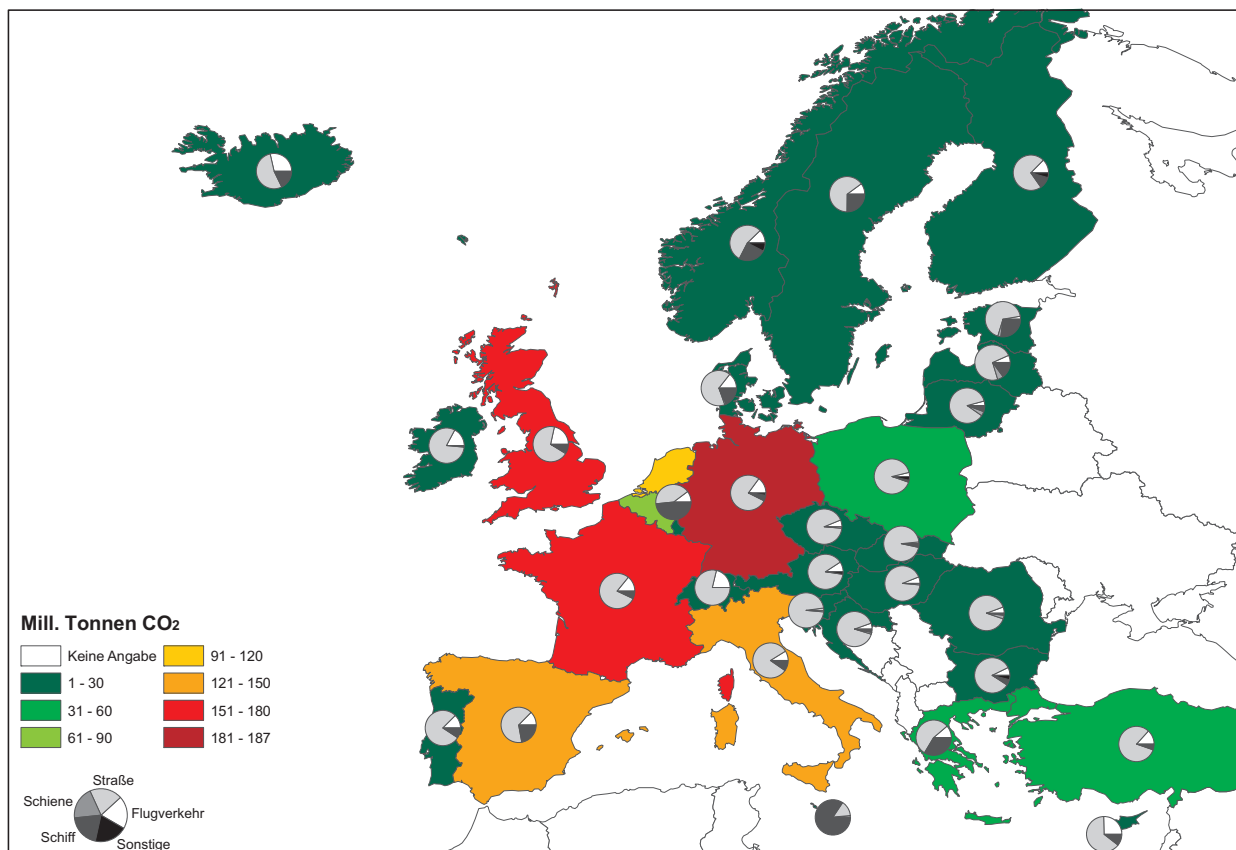 Mill. Tonnen CO2
Keine Angabe
1 - 30
31 - 60
61 - 90
91 - 120
121 - 150
151 - 180
181 - 187
Straße
Schiene
Flugverkehr
Schiff
Sonstige